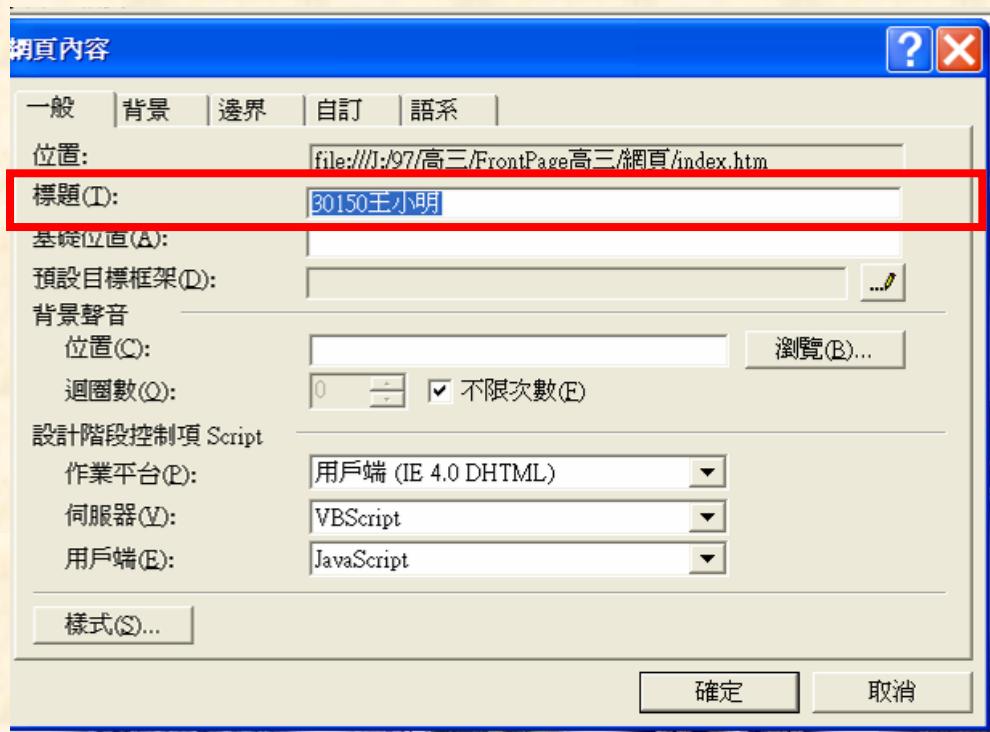 網頁內容
一般 背景 邊界 自訂 語系
位置: file:///J:/97/高三/FrontPage高三/網頁/index.htm
標題(T): 30150王小明
基礎位置(A):
預設目標框架(D): ...
背景聲音
位置(C): 瀏覽(B)...
迴圈數(O): 0 不限次數(F)
設計階段控制項 Script
作業平台(P): 用戶端 (IE 4.0 DHTML)
伺服器(V): VBScript
用戶端(E): JavaScript
樣式(S)...
確定 取消